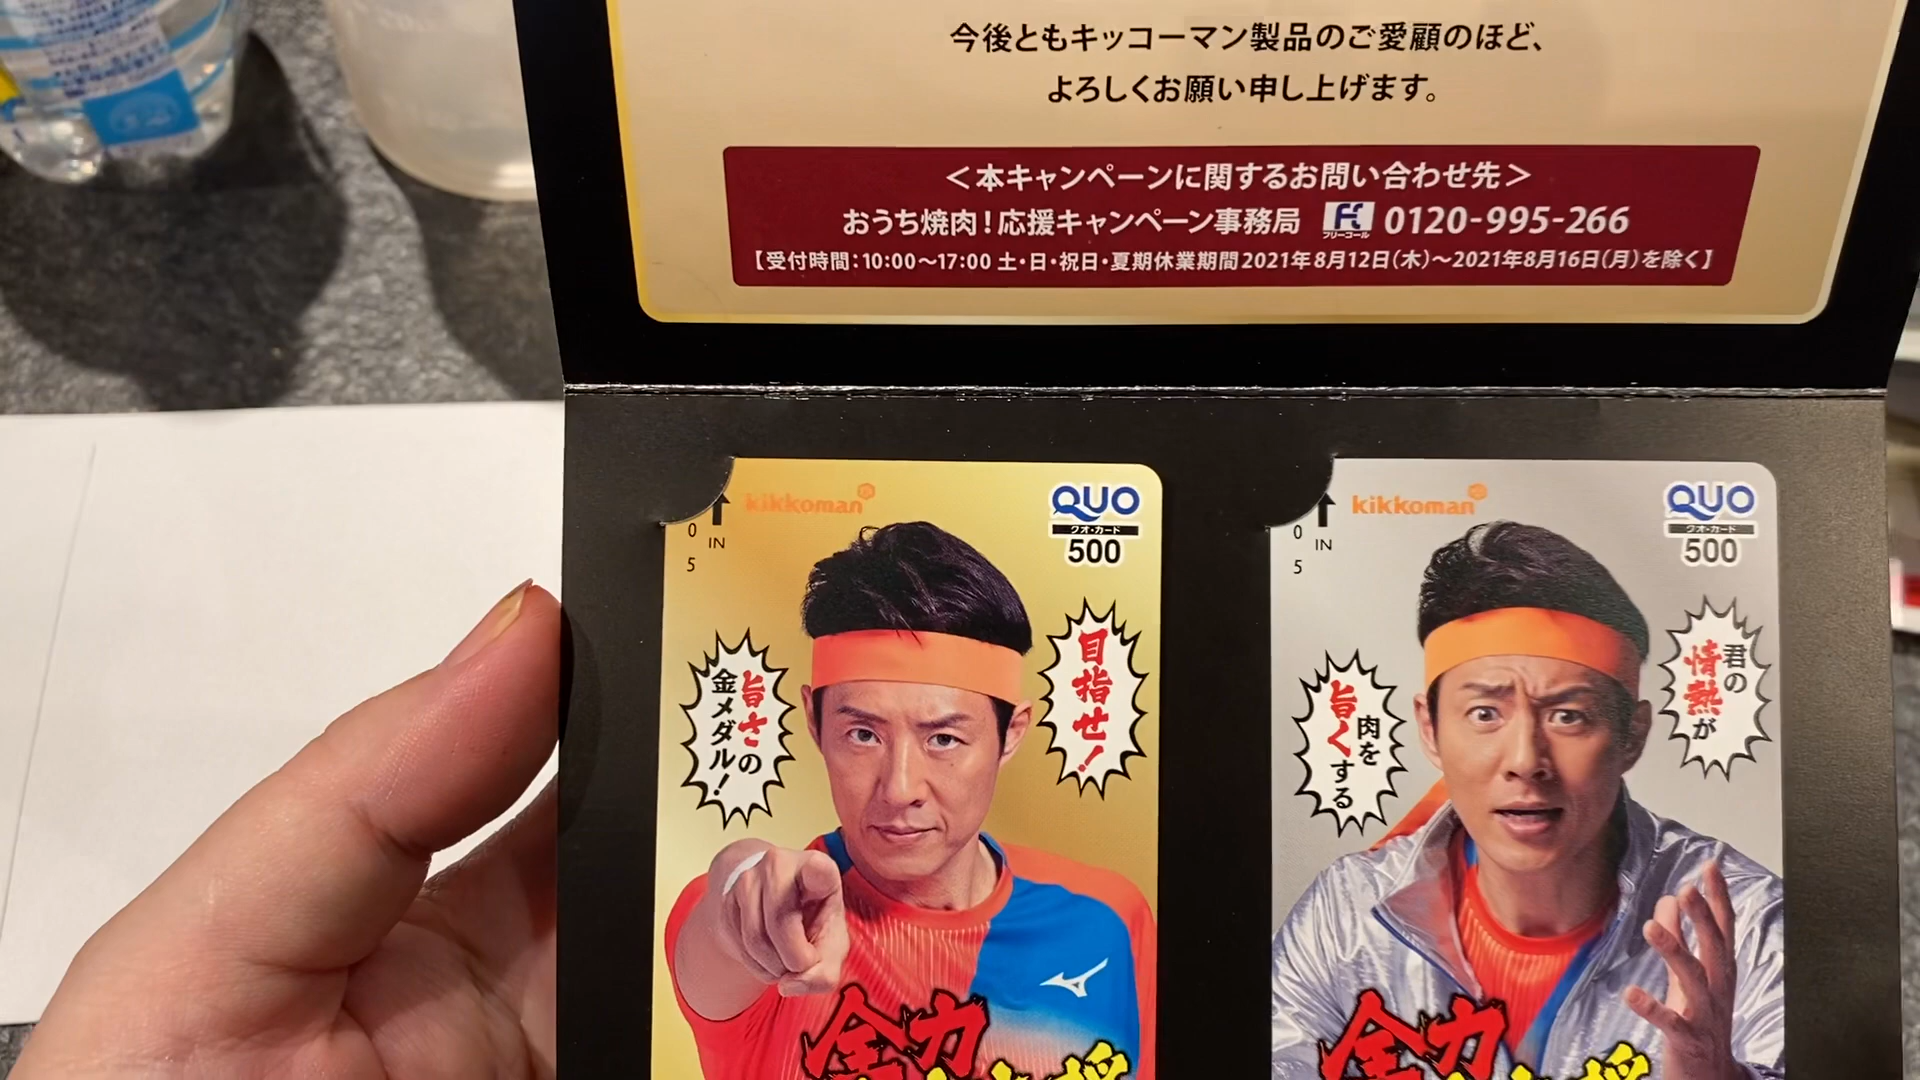 今後ともキッコーマン製品のご愛顧のほど、
よろしくお願い申し上げます。
＜本キャンペーンに関するお問い合わせ先＞
おうち焼肉！応援キャンペーン事務局 フリーコール 0120-995-266
【受付時間：10:00～17:00 土・日・祝日・夏期休業期間2021年8月12日（木）～2021年8月16日（月）を除く】
kikkoman
QUO
クオ・カード
500
0
IN
5
目指せ！
旨さの
金メダル！
全力
kikkoman
QUO
クオ・カード
500
0
IN
5
君の
情熱が
肉を
旨くする
全力